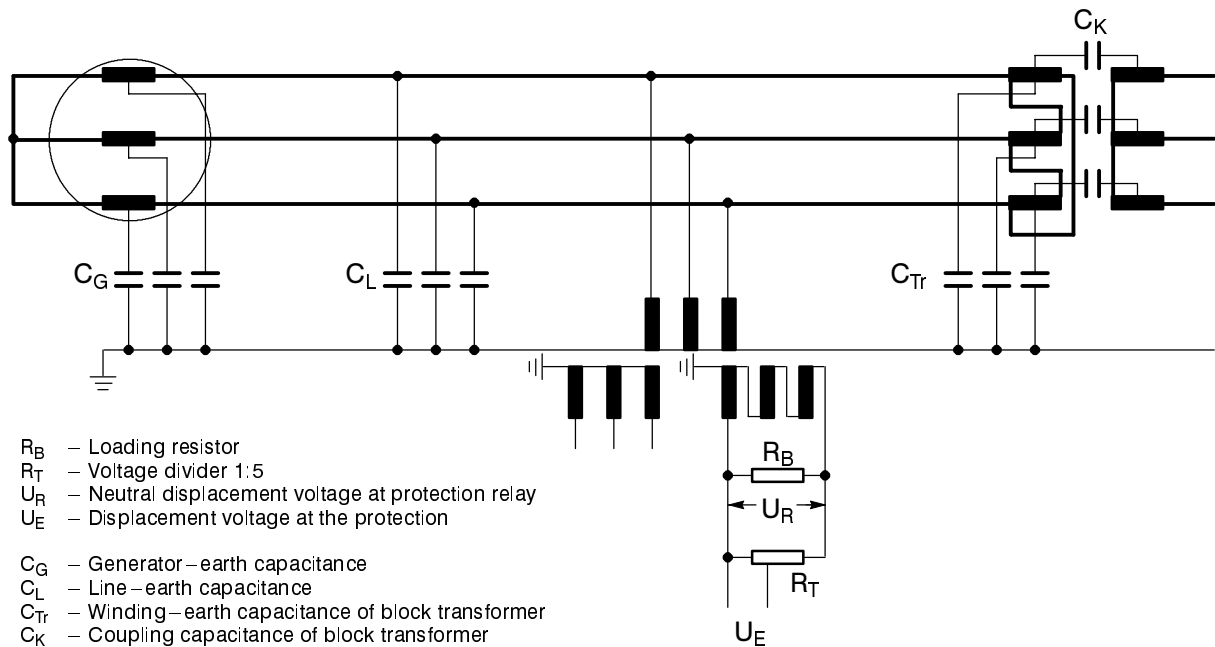 C_K
C_G
C_L
C_Tr
R_B – Loading resistor
R_T – Voltage divider 1:5
U_R – Neutral displacement voltage at protection relay
U_E – Displacement voltage at the protection
R_B
U_R
R_T
U_E
C_G – Generator–earth capacitance
C_L – Line–earth capacitance
C_Tr – Winding–earth capacitance of block transformer
C_K – Coupling capacitance of block transformer